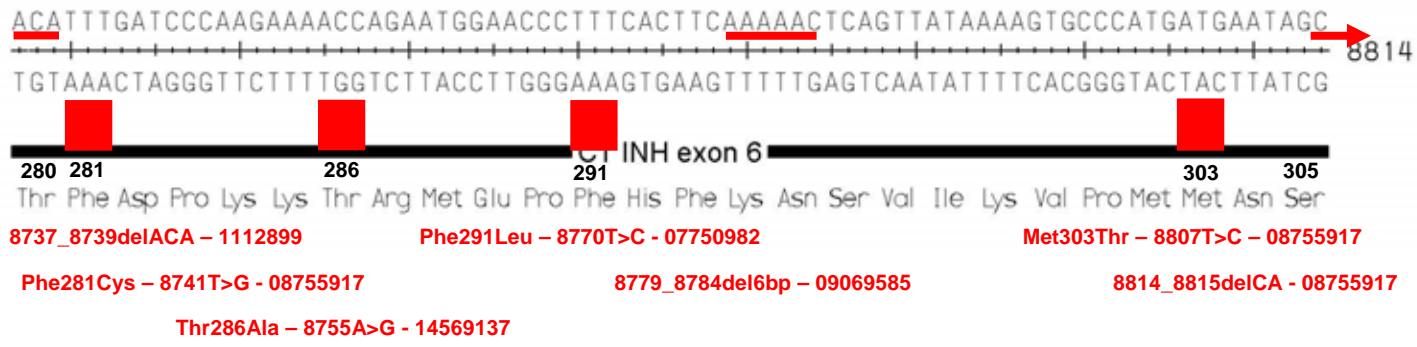 ACATTTGATCCCAAGAAAACCAGAATGGAACCCTTTCACTTCAAAAACTCAGTTATAAAAGTGCCCATGATGAATAGC
8814
TGTAAACTAGGGTTCTTTTGGTCTTACCTTGGGAAAGTGAAGTTTTTGAGTCAATATTTTCACGGGTACTACTTATCG
INH exon 6
280 281 286 291 303 305
Thr Phe Asp Pro Lys Lys Thr Arg Met Glu Pro Phe His Phe Lys Asn Ser Val Ile Lys Val Pro Met Met Asn Ser
8737_8739delACA – 1112899 Phe291Leu – 8770T>C - 07750982 Met303Thr – 8807T>C – 08755917
Phe281Cys – 8741T>G - 08755917 8779_8784del6bp – 09069585 8814_8815delCA - 08755917
Thr286Ala – 8755A>G - 14569137